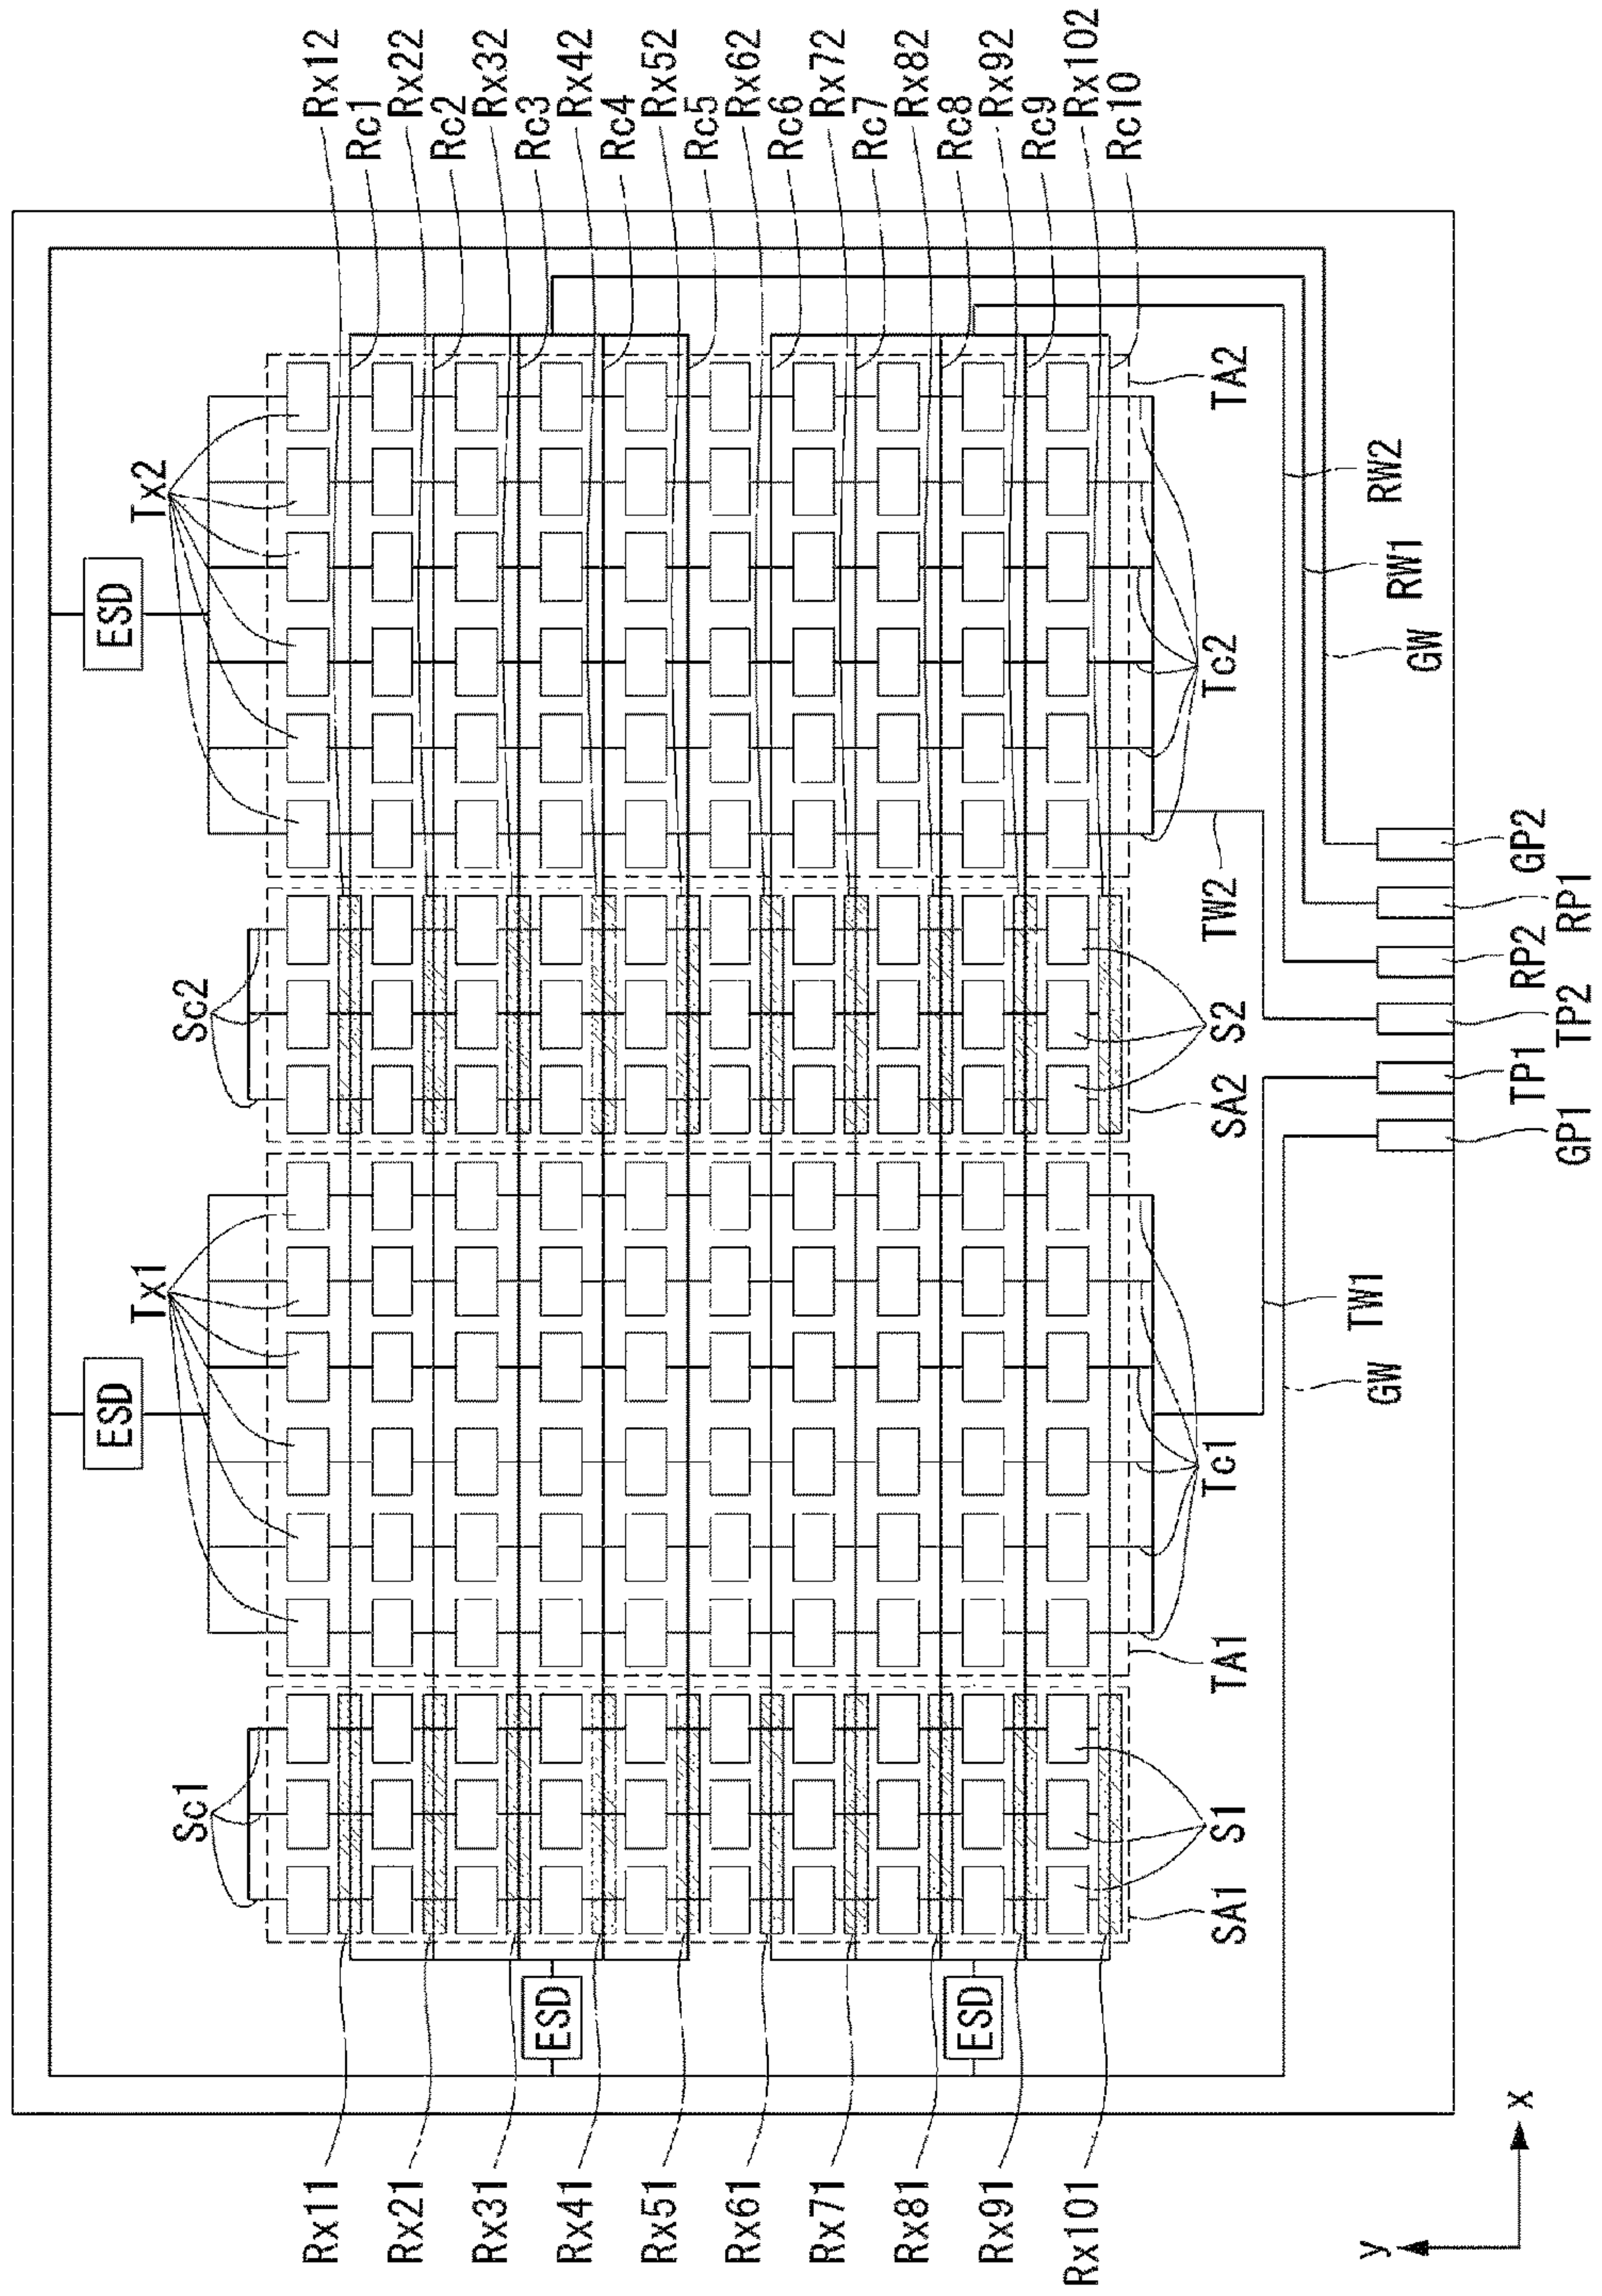 Rx12
Rc1
Rx22
Rc2
Rx32
Rc3
Rx42
Rc4
Rx52
Rc5
Rx62
Rc6
Rx72
Rc7
Rx82
Rc8
Rx92
Rc9
Rx102
Rc10
Tx2
ESD
TA2
Tc2
RW2
RW1
GW
Sc2
TW2
S2
SA2
GP2
RP1
RP2
TP2
TP1
GP1
Tx1
ESD
Tc1
TA1
TW1
GW
Sc1
S1
SA1
ESD
ESD
Rx11
Rx21
Rx31
Rx41
Rx51
Rx61
Rx71
Rx81
Rx91
Rx101
x
y